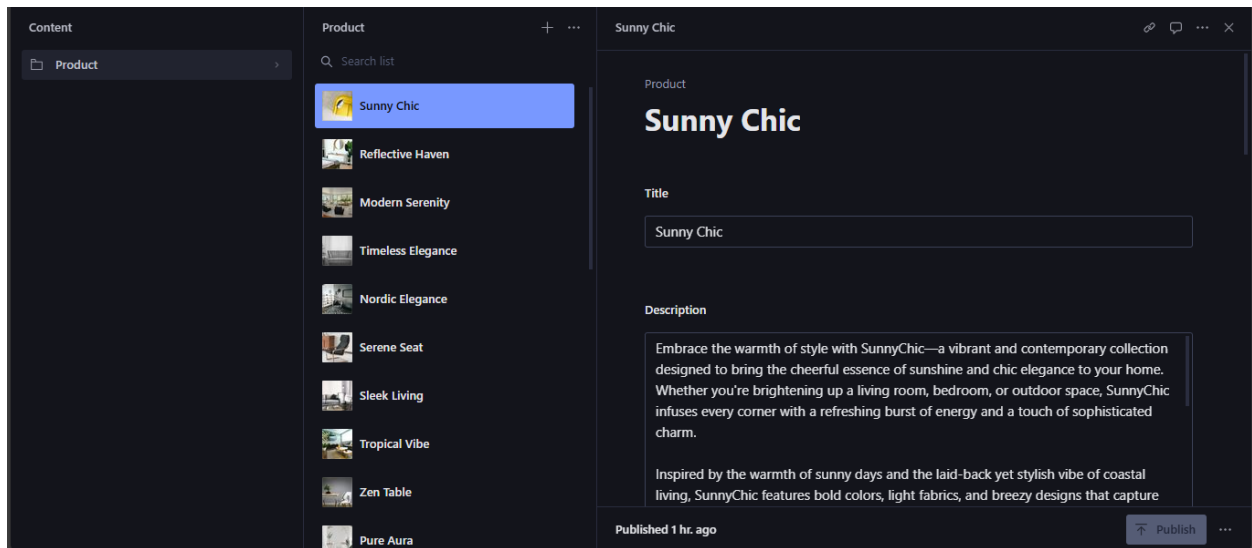 Content
Product
Product
Search list
Sunny Chic
Reflective Haven
Modern Serenity
Timeless Elegance
Nordic Elegance
Serene Seat
Sleek Living
Tropical Vibe
Zen Table
Pure Aura
Sunny Chic
Product
Sunny Chic
Title
Sunny Chic
Description
Embrace the warmth of style with SunnyChic—a vibrant and contemporary collection
designed to bring the cheerful essence of sunshine and chic elegance to your home.
Whether you're brightening up a living room, bedroom, or outdoor space, SunnyChic
infuses every corner with a refreshing burst of energy and a touch of sophisticated
charm.
Inspired by the warmth of sunny days and the laid-back yet stylish vibe of coastal
living, SunnyChic features bold colors, light fabrics, and breezy designs that capture
Published 1 hr. ago
Publish